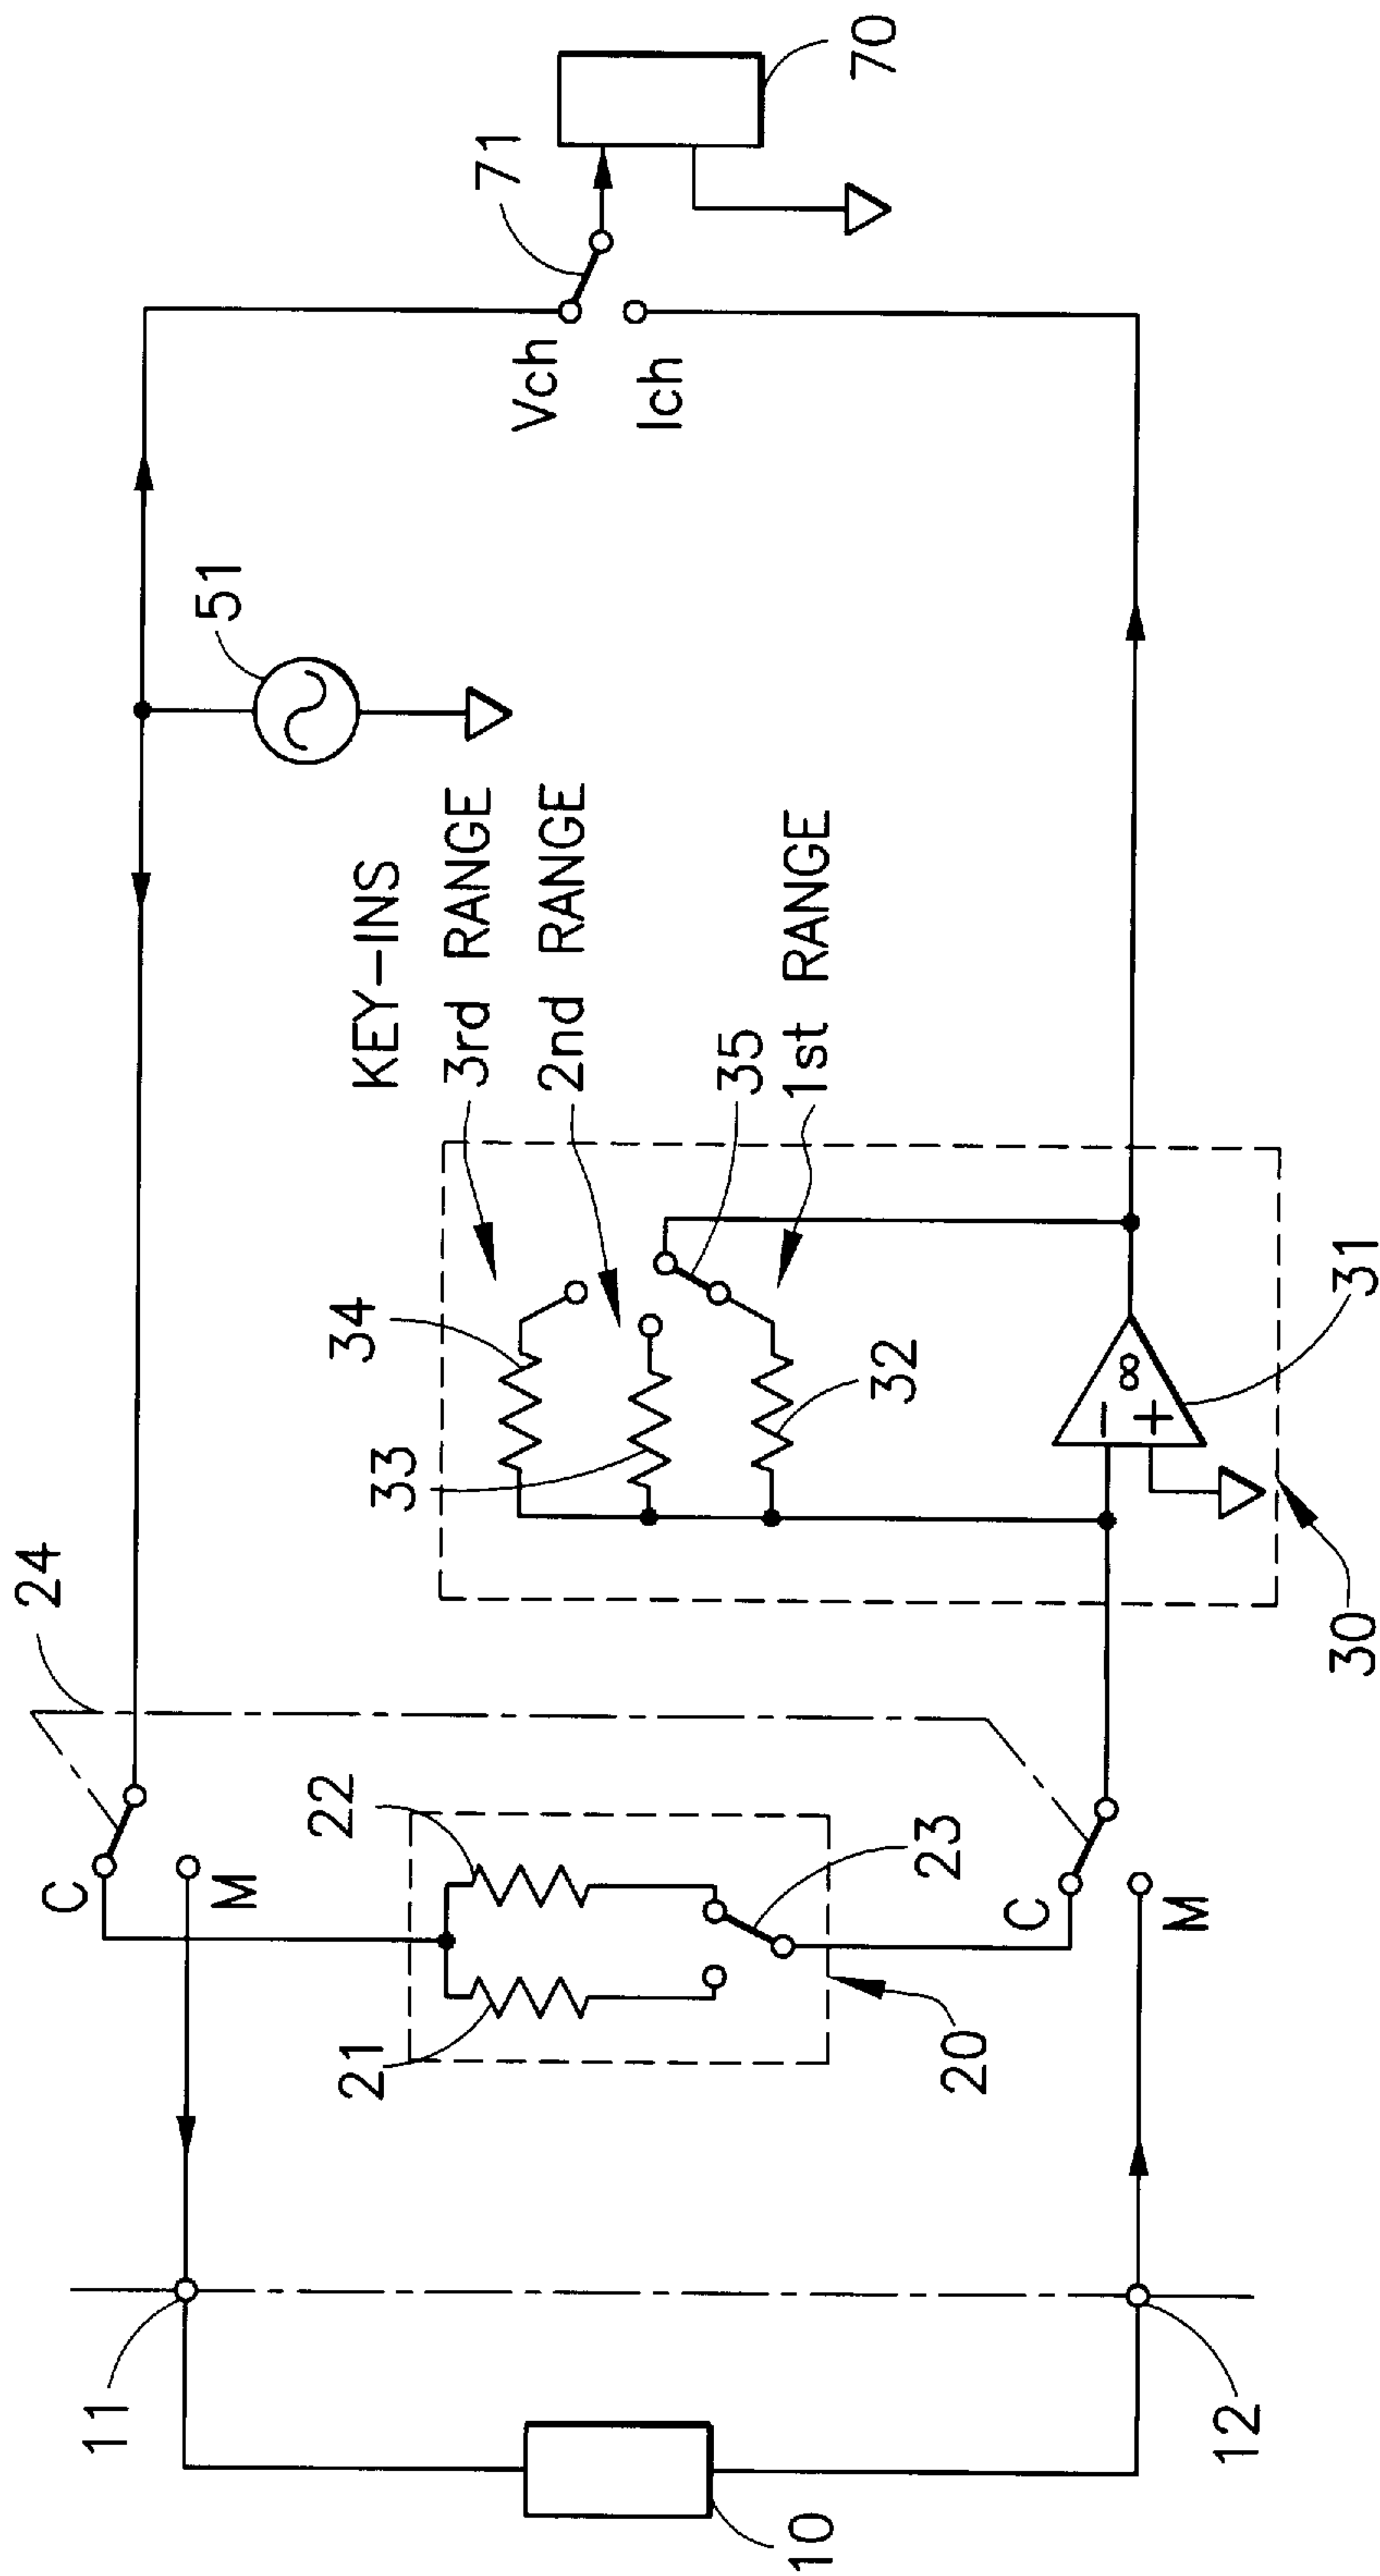 24
11
C
M
22
21
23
20
C
M
10
12
51
KEY-INS
3rd RANGE
2nd RANGE
34
33
35
1st RANGE
32
∞
−
+
31
30
71
Vch
Ich
70